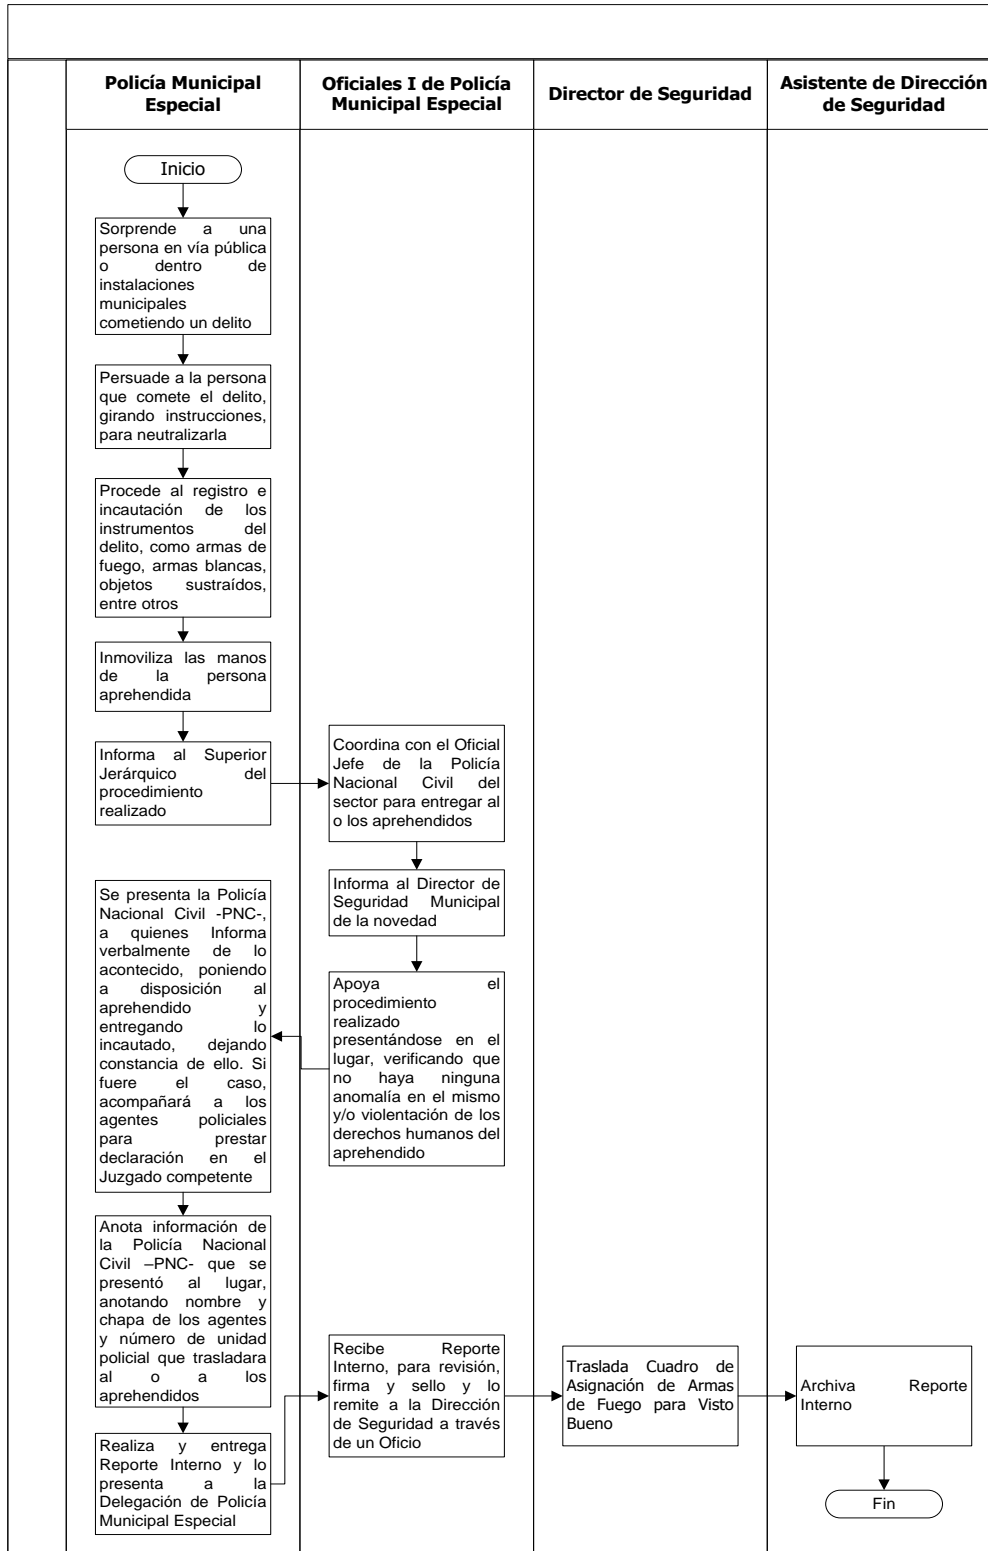 Policía Municipal
Especial
Oficiales I de Policía
Municipal Especial
Director de Seguridad
Asistente de Dirección
de Seguridad
Inicio
Sorprende a una
persona en vía pública
o dentro de
instalaciones
municipales
cometiendo un delito
Persuade a la persona
que comete el delito,
girando instrucciones,
para neutralizarla
Procede al registro e
incautación de los
instrumentos del
delito, como armas de
fuego, armas blancas,
objetos sustraídos,
entre otros
Inmoviliza las manos
de la persona
aprehendida
Informa al Superior
Jerárquico del
procedimiento
realizado
Coordina con el Oficial
Jefe de la Policía
Nacional Civil del
sector para entregar al
o los aprehendidos
Informa al Director de
Seguridad Municipal
de la novedad
Apoya el
procedimiento
realizado
presentándose en el
lugar, verificando que
no haya ninguna
anomalía en el mismo
y/o violentación de los
derechos humanos del
aprehendido
Se presenta la Policía
Nacional Civil -PNC-,
a quienes Informa
verbalmente de lo
acontecido, poniendo
a disposición al
aprehendido y
entregando lo
incautado, dejando
constancia de ello. Si
fuere el caso,
acompañará a los
agentes policiales
para prestar
declaración en el
Juzgado competente
Anota información de
la Policía Nacional
Civil –PNC- que se
presentó al lugar,
anotando nombre y
chapa de los agentes
y número de unidad
policial que trasladara
al o a los
aprehendidos
Realiza y entrega
Reporte Interno y lo
presenta a la
Delegación de Policía
Municipal Especial
Recibe Reporte
Interno, para revisión,
firma y sello y lo
remite a la Dirección
de Seguridad a través
de un Oficio
Traslada Cuadro de
Asignación de Armas
de Fuego para Visto
Bueno
Archiva Reporte
Interno
Fin